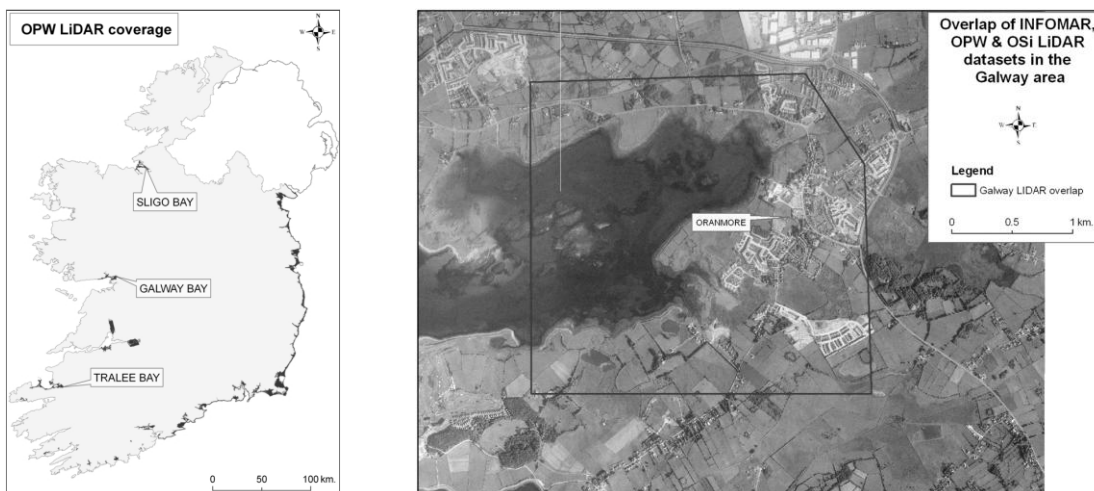 OPW LiDAR coverage
N
W E
S
SLIGO BAY
GALWAY BAY
TRALEE BAY
0 50 100 km.
Overlap of INFOMAR,
OPW & OSi LiDAR
datasets in the
Galway area
N
W E
S
Legend
Galway LIDAR overlap
0 0.5 1 km.
ORANMORE